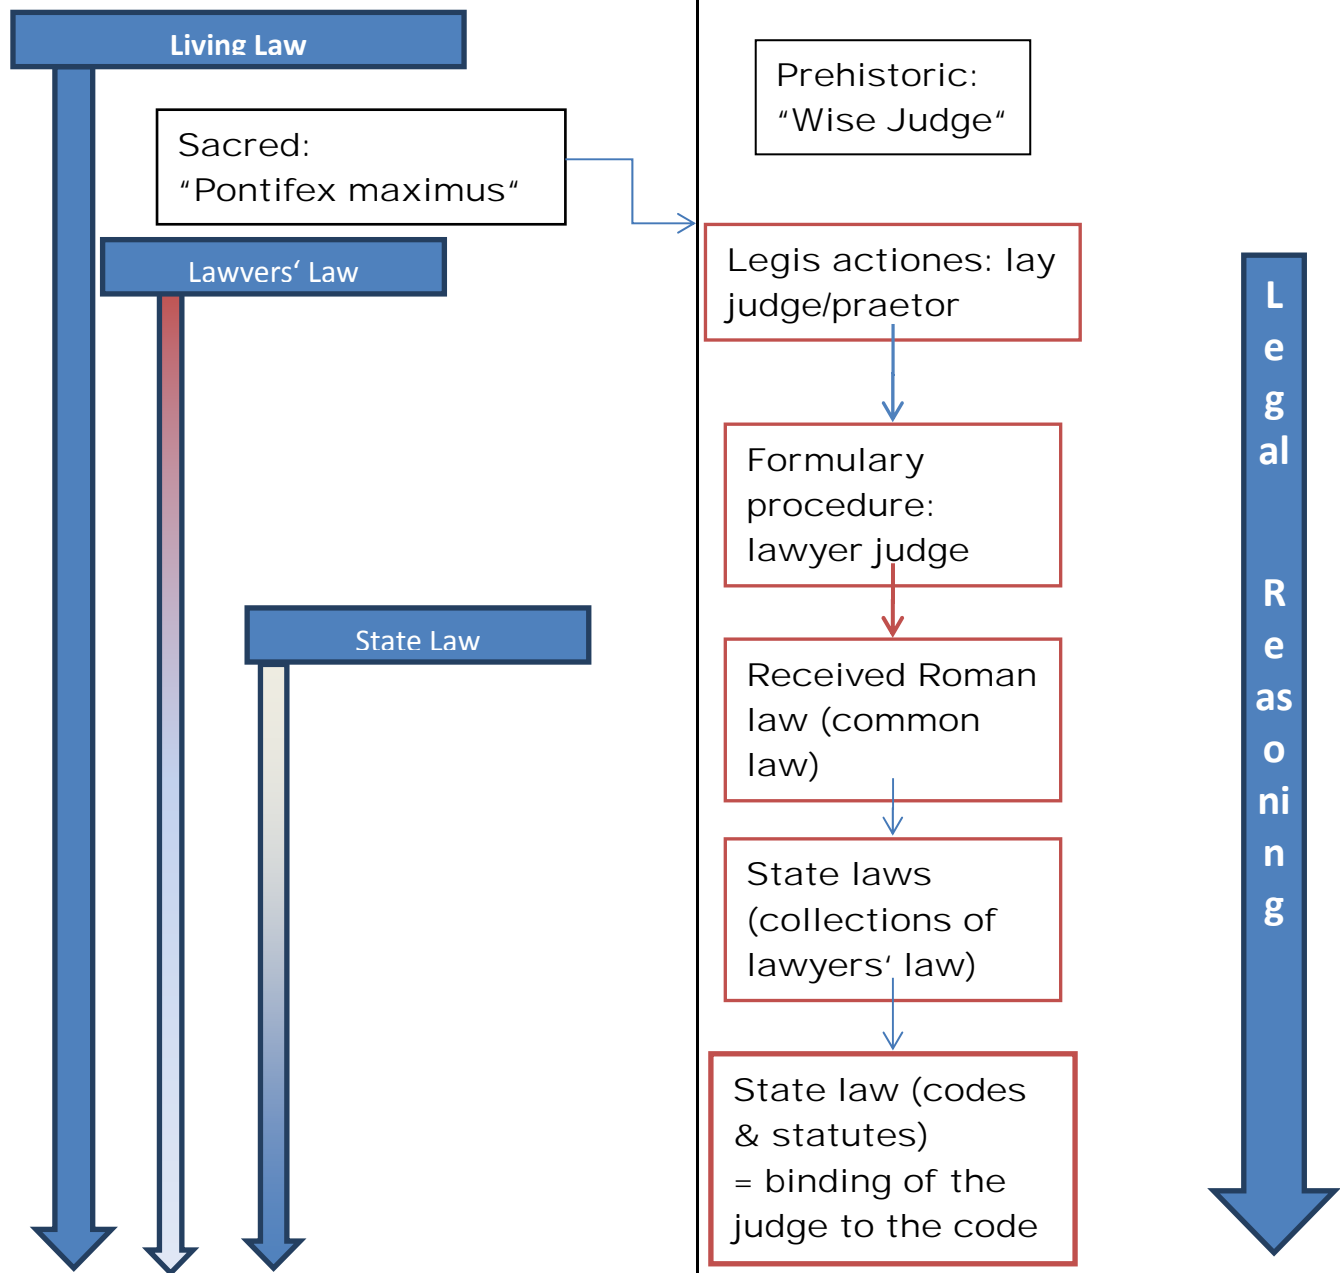 Living Law
Prehistoric:
“Wise Judge“
Sacred:
“Pontifex maximus“
Lawyers‘ Law
Legis actiones: lay
judge/praetor
Formulary
procedure:
lawyer judge
State Law
Received Roman
law (common
law)
State laws
(collections of
lawyers‘ law)
State law (codes
& statutes)
= binding of the
judge to the code
L
e
g
al
R
e
as
o
ni
n
g